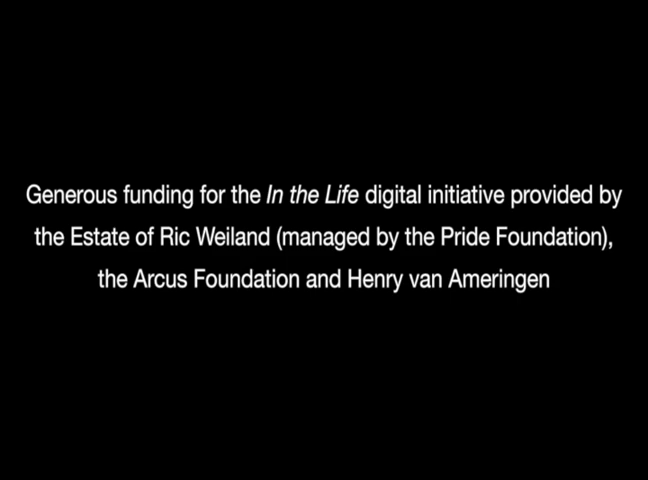 Generous funding for the In the Life digital initiative provided by
the Estate of Ric Weiland (managed by the Pride Foundation),
the Arcus Foundation and Henry van Ameringen